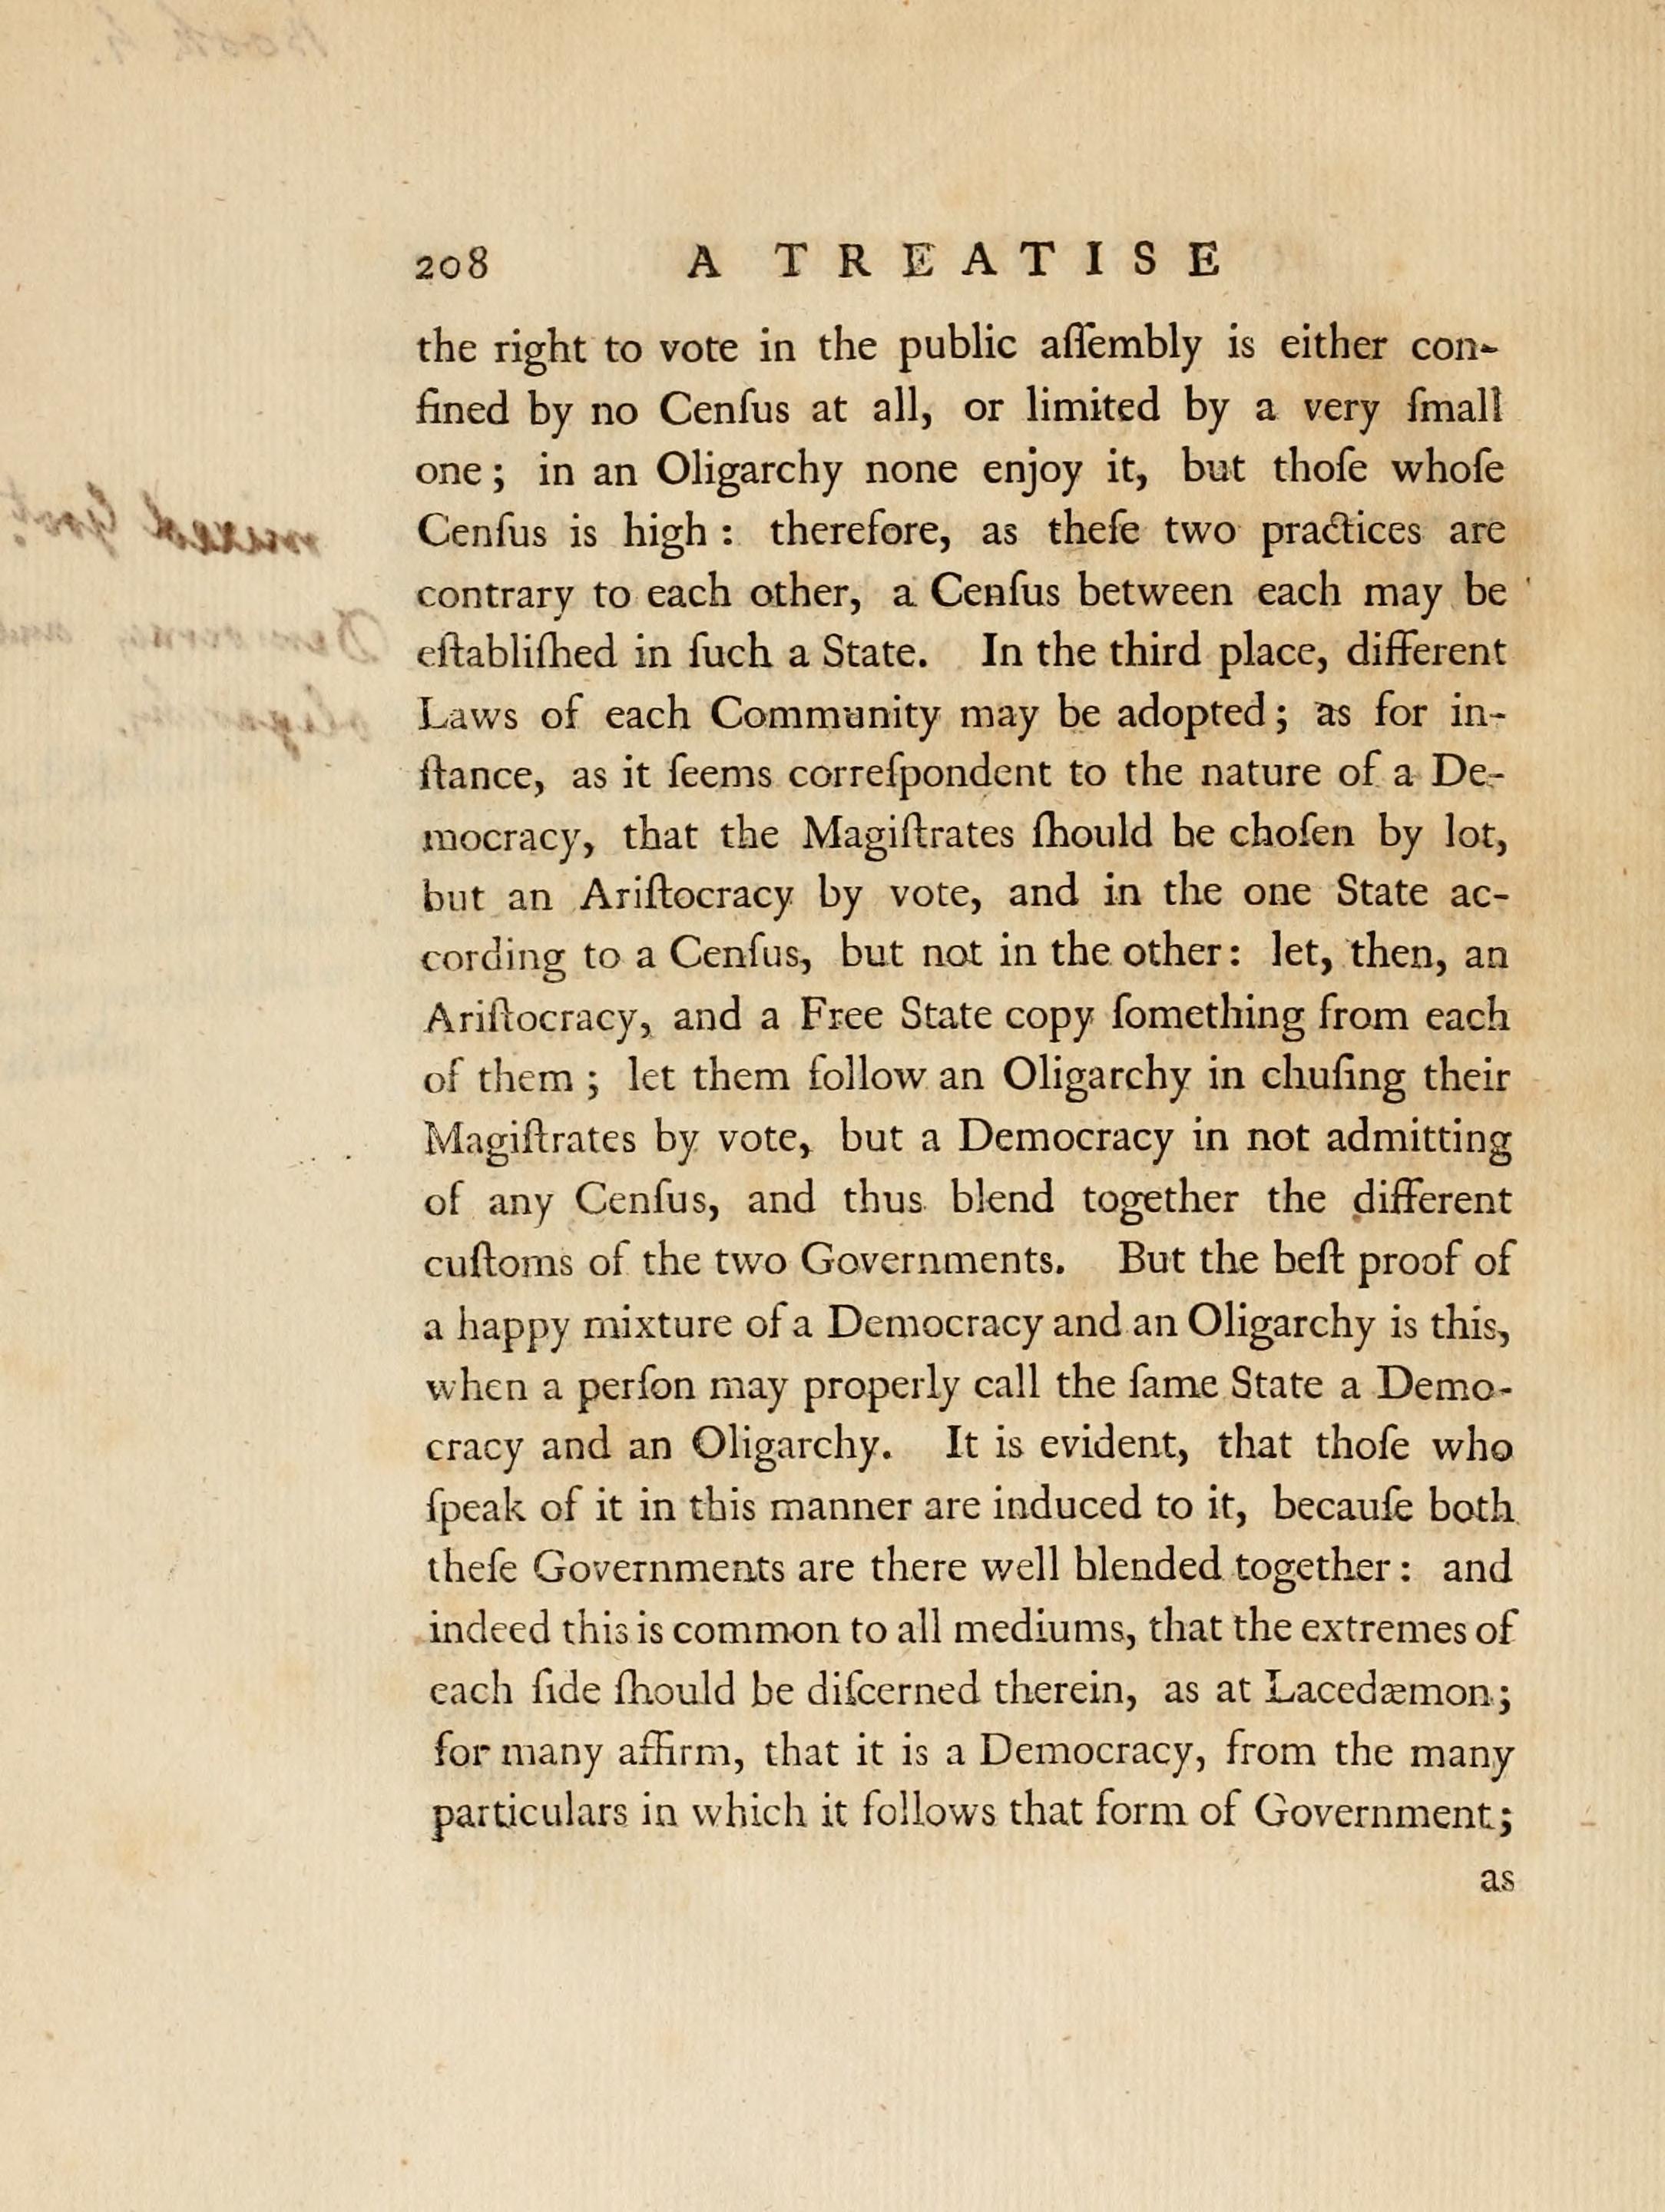 208 A TREATISE
the right to vote in the public aſſembly is either con-
fined by no Cenſus at all, or limited by a very ſmall
one; in an Oligarchy none enjoy it, but thoſe whoſe
Cenſus is high: therefore, as theſe two practices are
contrary to each other, a Cenſus between each may be
eſtabliſhed in ſuch a State. In the third place, different
Laws of each Community may be adopted; as for in-
ſtance, as it ſeems correſpondent to the nature of a De-
mocracy, that the Magiſtrates ſhould be choſen by lot,
but an Ariſtocracy by vote, and in the one State ac-
cording to a Cenſus, but not in the other: let, then, an
Ariſtocracy, and a Free State copy ſomething from each
of them; let them follow an Oligarchy in chuſing their
Magiſtrates by vote, but a Democracy in not admitting
of any Cenſus, and thus blend together the different
cuſtoms of the two Governments. But the beſt proof of
a happy mixture of a Democracy and an Oligarchy is this,
when a perſon may properly call the ſame State a Demo-
cracy and an Oligarchy. It is evident, that thoſe who
ſpeak of it in this manner are induced to it, becauſe both
theſe Governments are there well blended together: and
indeed this is common to all mediums, that the extremes of
each ſide ſhould be diſcerned therein, as at Lacedæmon;
for many affirm, that it is a Democracy, from the many
particulars in which it follows that form of Government;
as